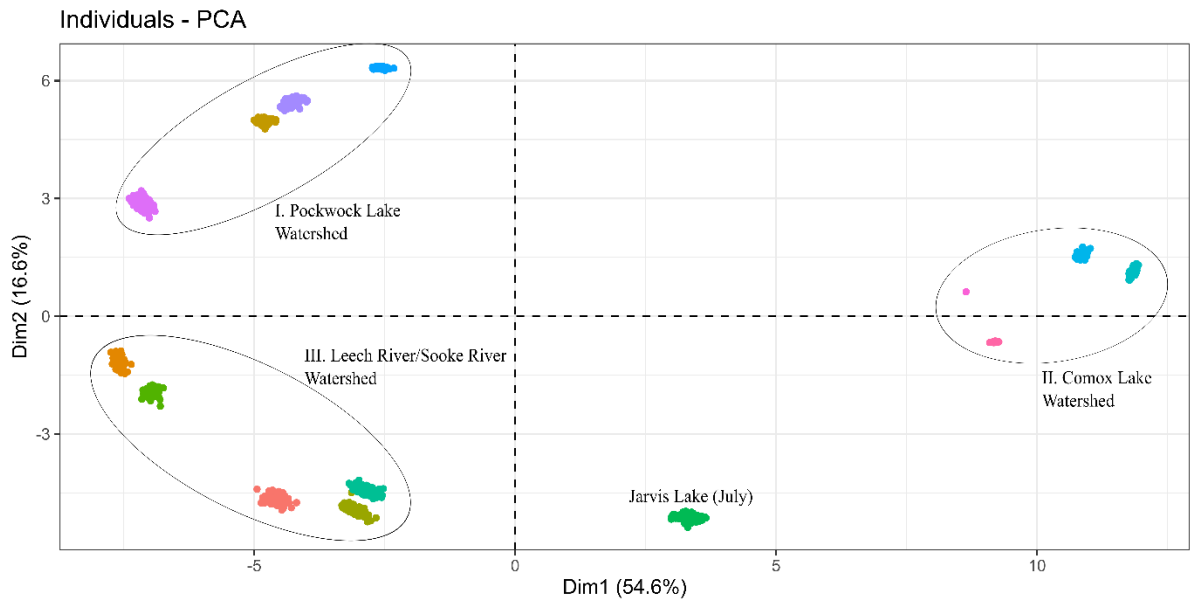 Individuals - PCA
6
3
0
-3
Dim2 (16.6%)
I. Pockwock Lake
Watershed
III. Leech River/Sooke River
Watershed
II. Comox Lake
Watershed
Jarvis Lake (July)
-5
0
5
10
Dim1 (54.6%)